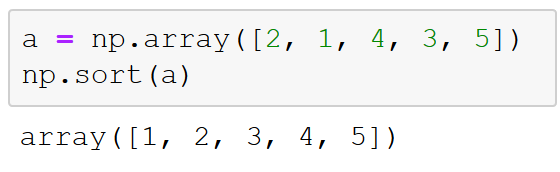 a = np.array([2, 1, 4, 3, 5])
np.sort(a)
array([1, 2, 3, 4, 5])